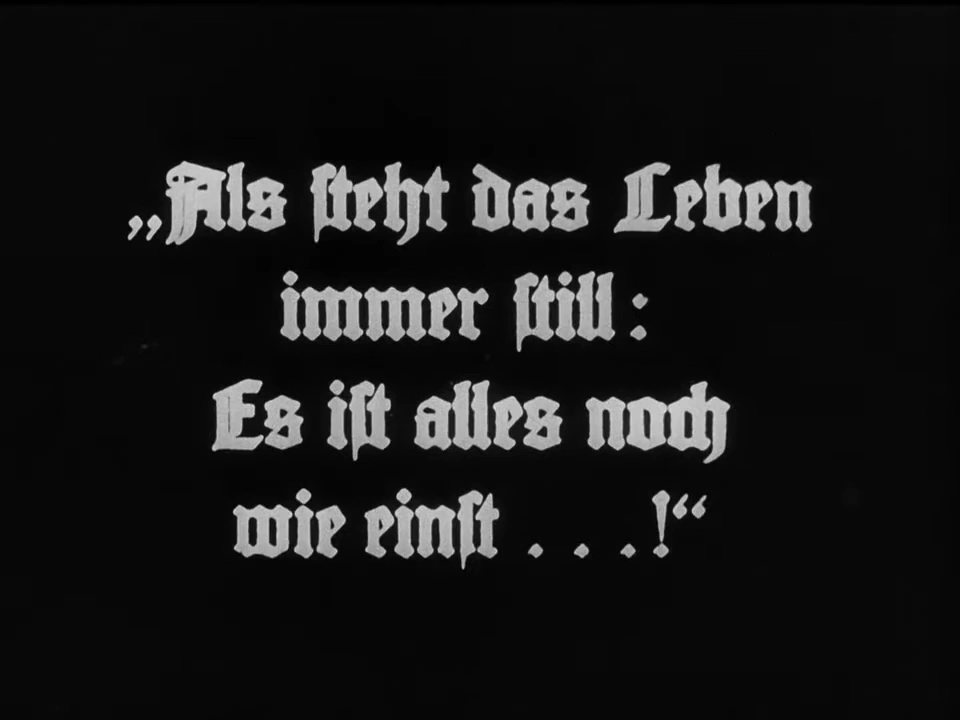 „Als steht das Leben
immer still:
Es ist alles noch
wie einst . . .!“